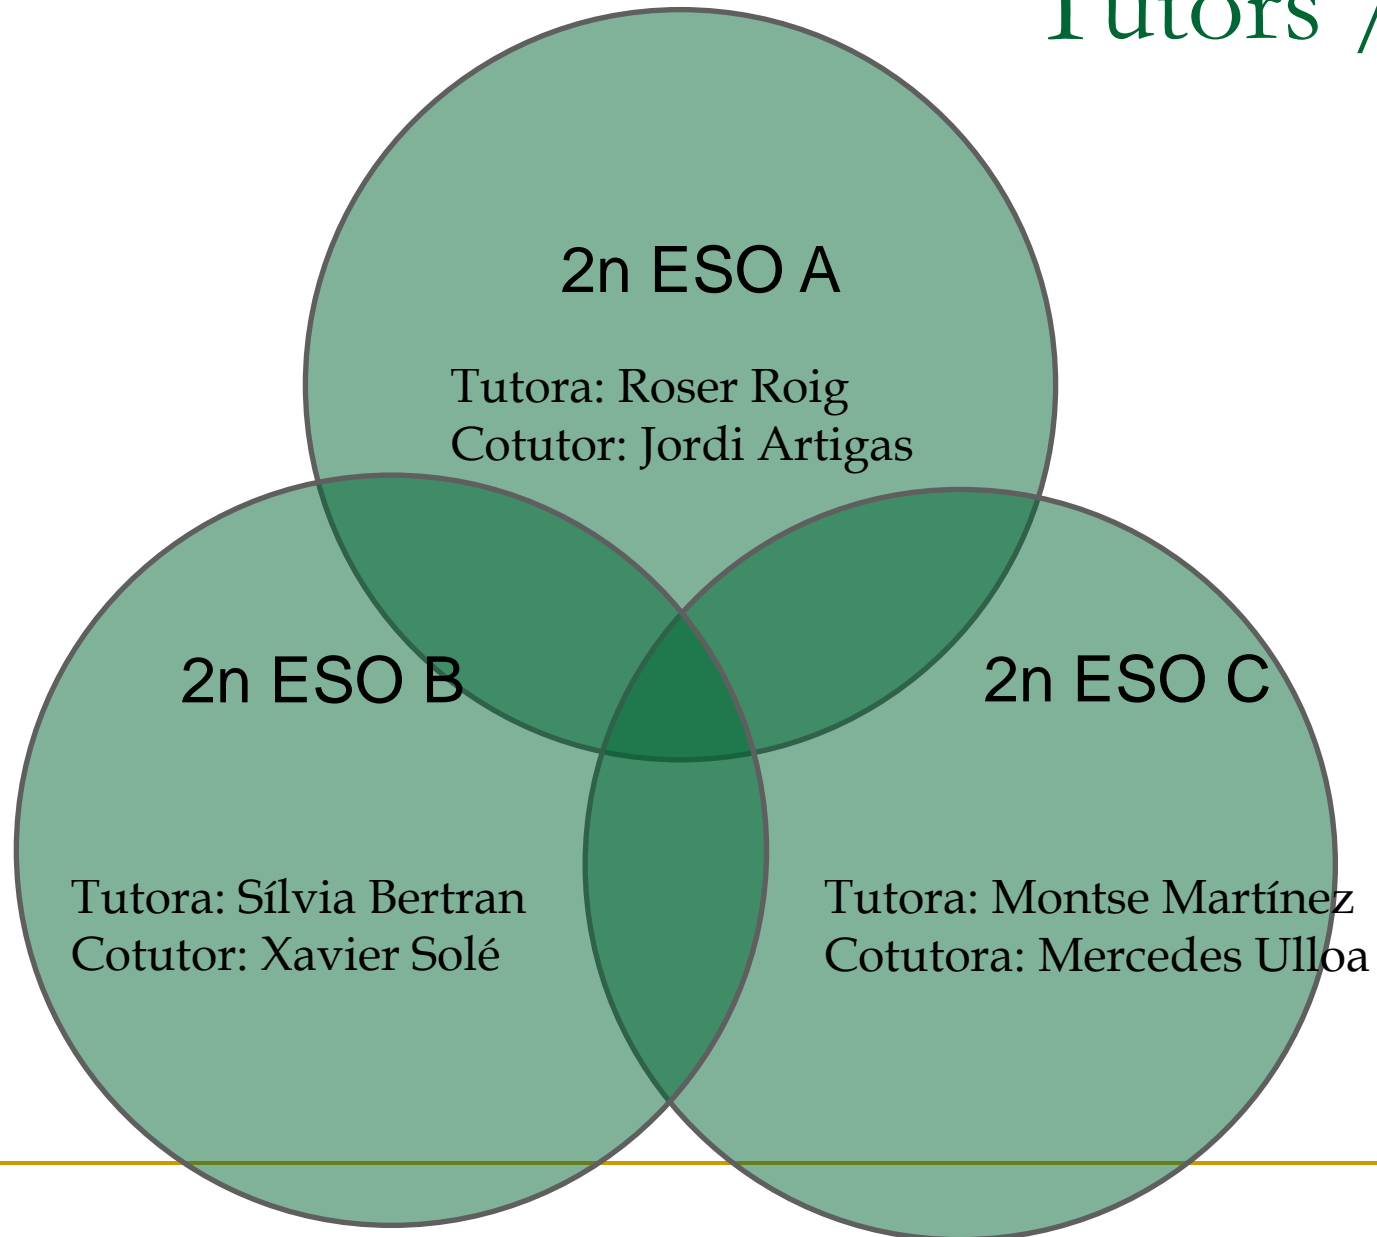 Tutors /
2n ESO A
Tutora: Roser Roig
Cotutor: Jordi Artigas
2n ESO B
2n ESO C
Tutora: Sílvia Bertran
Cotutor: Xavier Solé
Tutora: Montse Martínez
Cotutora: Mercedes Ulloa